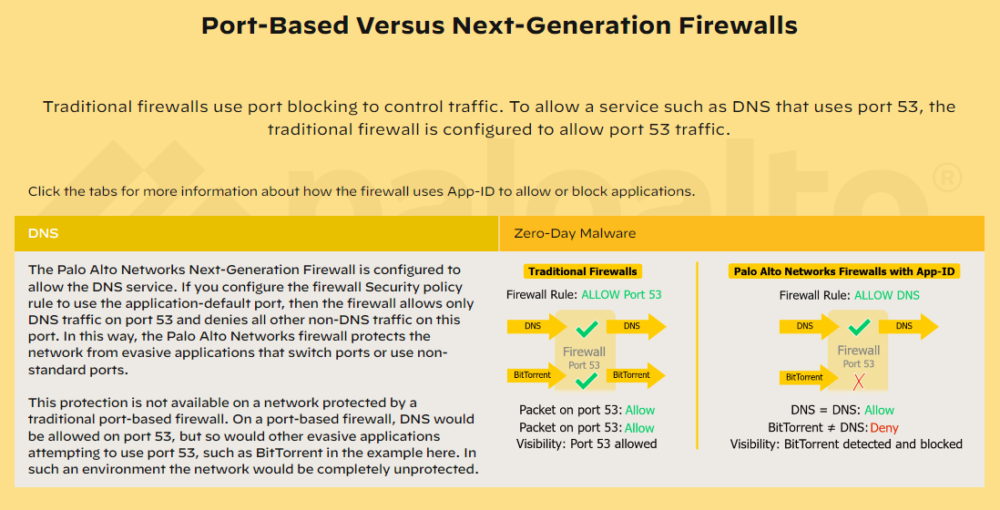 Port-Based Versus Next-Generation Firewalls
Traditional firewalls use port blocking to control traffic. To allow a service such as DNS that uses port 53, the
traditional firewall is configured to allow port 53 traffic.
paloalto®
Click the tabs for more information about how the firewall uses App-ID to allow or block applications.
DNS
Zero-Day Malware
The Palo Alto Networks Next-Generation Firewall is configured to
allow the DNS service. If you configure the firewall Security policy
rule to use the application-default port, then the firewall allows only
DNS traffic on port 53 and denies all other non-DNS traffic on this
port. In this way, the Palo Alto Networks firewall protects the
network from evasive applications that switch ports or use non-
standard ports.
This protection is not available on a network protected by a
traditional port-based firewall. On a port-based firewall, DNS would
be allowed on port 53, but so would other evasive applications
attempting to use port 53, such as BitTorrent in the example here. In
such an environment the network would be completely unprotected.
Traditional Firewalls
Firewall Rule: ALLOW Port 53
DNS
DNS
Firewall
Port 53
BitTorrent
BitTorrent
Packet on port 53: Allow
Packet on port 53: Allow
Visibility: Port 53 allowed
Palo Alto Networks Firewalls with App-ID
Firewall Rule: ALLOW DNS
DNS
DNS
Firewall
Port 53
BitTorrent
DNS = DNS: Allow
BitTorrent ≠ DNS: Deny
Visibility: BitTorrent detected and blocked